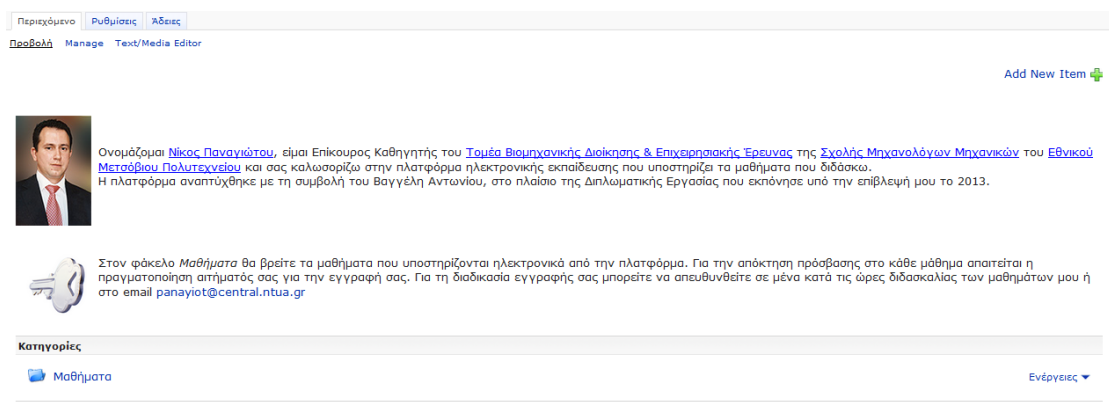 Περιεχόμενο Ρυθμίσεις Άδειες
Προβολή Manage Text/Media Editor
Add New Item
Ονομάζομαι Νίκος Παναγιώτου, είμαι Επίκουρος Καθηγητής του Τομέα Βιομηχανικής Διοίκησης & Επιχειρησιακής Έρευνας της Σχολής Μηχανολόγων Μηχανικών του Εθνικού
Μετσόβιου Πολυτεχνείου και σας καλωσορίζω στην πλατφόρμα ηλεκτρονικής εκπαίδευσης που υποστηρίζει τα μαθήματα που διδάσκω.
Η πλατφόρμα αναπτύχθηκε με τη συμβολή του Βαγγέλη Αντωνίου, στο πλαίσιο της Διπλωματικής Εργασίας που εκπόνησε υπό την επίβλεψή μου το 2013.
Στον φάκελο Μαθήματα θα βρείτε τα μαθήματα που υποστηρίζονται ηλεκτρονικά από την πλατφόρμα. Για την απόκτηση πρόσβασης στο κάθε μάθημα απαιτείται η
πραγματοποίηση αιτήματός σας για την εγγραφή σας. Για τη διαδικασία εγγραφής σας μπορείτε να απευθυνθείτε σε μένα κατά τις ώρες διδασκαλίας των μαθημάτων μου ή
στο email panayiot@central.ntua.gr
Κατηγορίες
Μαθήματα Ενέργειες